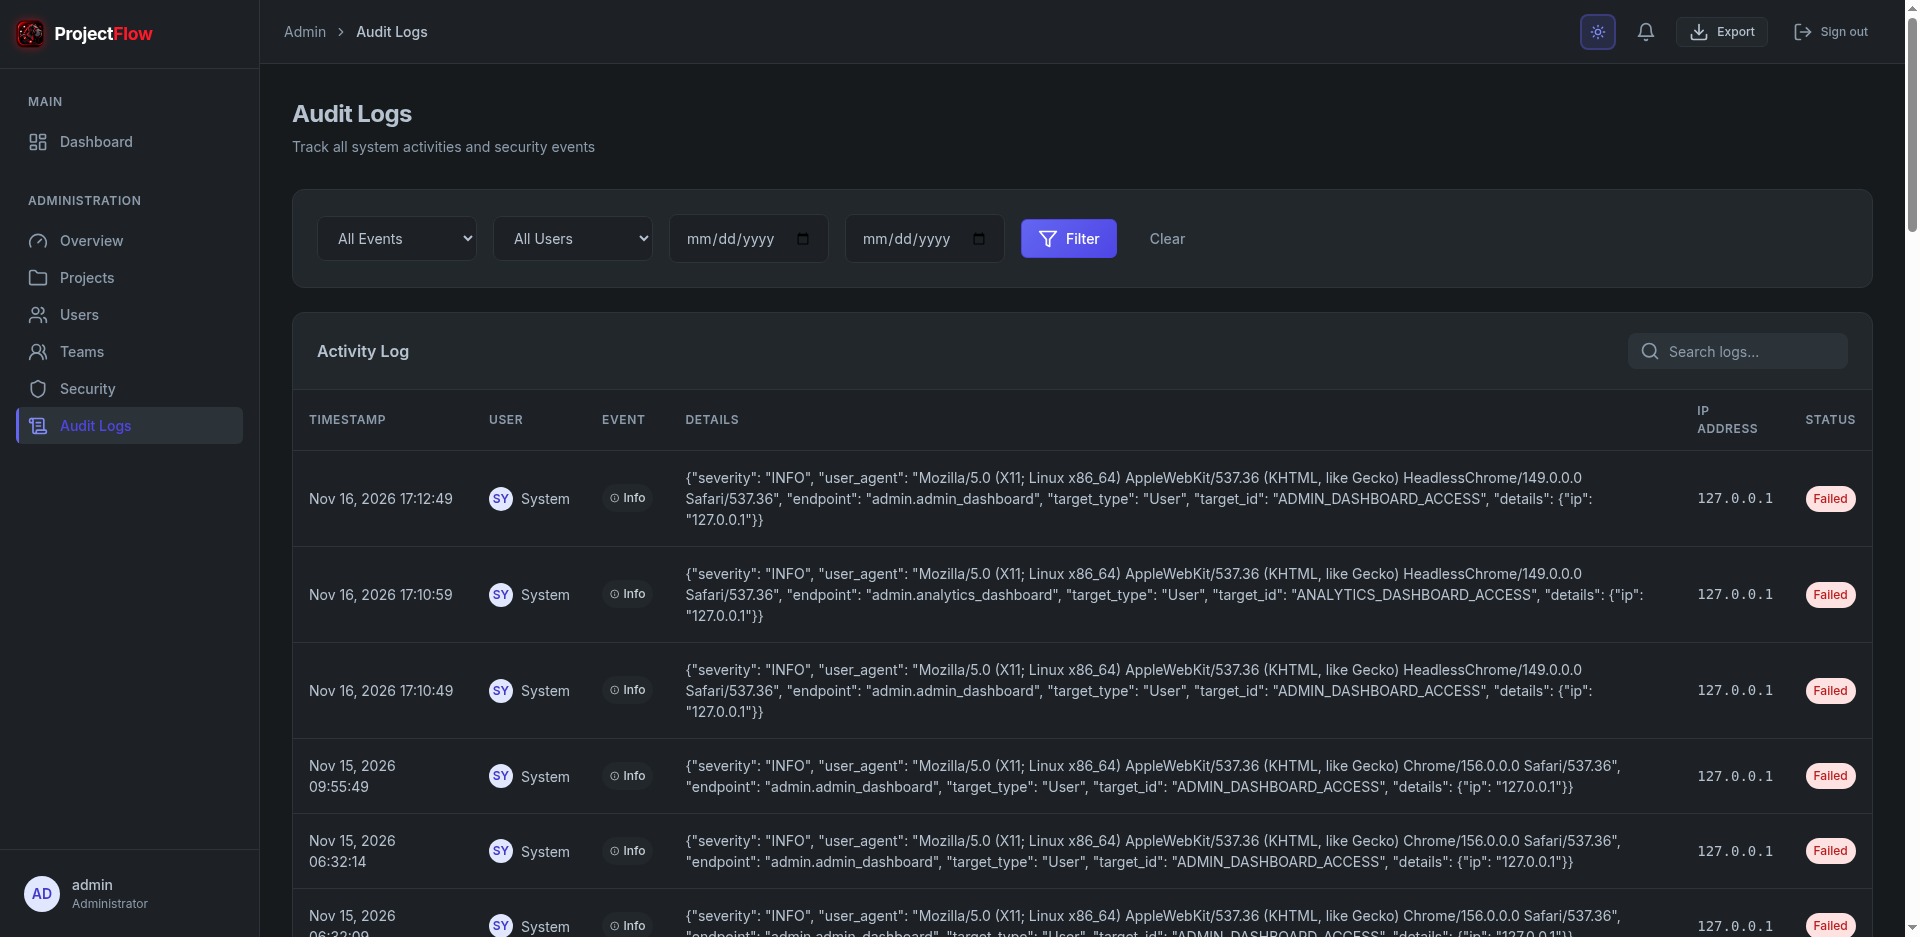 ProjectFlow
MAIN
Dashboard
ADMINISTRATION
Overview
Projects
Users
Teams
Security
Audit Logs
AD
admin
Administrator
Admin > Audit Logs
Export
Sign out
Audit Logs
Track all system activities and security events
All Events
All Users
mm/dd/yyyy
mm/dd/yyyy
Filter
Clear
Activity Log
Search logs...
TIMESTAMP USER EVENT DETAILS IP ADDRESS STATUS
Nov 16, 2026 17:12:49
SY System
Info
{"severity": "INFO", "user_agent": "Mozilla/5.0 (X11; Linux x86_64) AppleWebKit/537.36 (KHTML, like Gecko) HeadlessChrome/149.0.0.0
Safari/537.36", "endpoint": "admin.admin_dashboard", "target_type": "User", "target_id": "ADMIN_DASHBOARD_ACCESS", "details": {"ip":
"127.0.0.1"}}
127.0.0.1
Failed
Nov 16, 2026 17:10:59
SY System
Info
{"severity": "INFO", "user_agent": "Mozilla/5.0 (X11; Linux x86_64) AppleWebKit/537.36 (KHTML, like Gecko) HeadlessChrome/149.0.0.0
Safari/537.36", "endpoint": "admin.analytics_dashboard", "target_type": "User", "target_id": "ANALYTICS_DASHBOARD_ACCESS", "details": {"ip":
"127.0.0.1"}}
127.0.0.1
Failed
Nov 16, 2026 17:10:49
SY System
Info
{"severity": "INFO", "user_agent": "Mozilla/5.0 (X11; Linux x86_64) AppleWebKit/537.36 (KHTML, like Gecko) HeadlessChrome/149.0.0.0
Safari/537.36", "endpoint": "admin.admin_dashboard", "target_type": "User", "target_id": "ADMIN_DASHBOARD_ACCESS", "details": {"ip":
"127.0.0.1"}}
127.0.0.1
Failed
Nov 15, 2026
09:55:49
SY System
Info
{"severity": "INFO", "user_agent": "Mozilla/5.0 (X11; Linux x86_64) AppleWebKit/537.36 (KHTML, like Gecko) Chrome/156.0.0.0 Safari/537.36",
"endpoint": "admin.admin_dashboard", "target_type": "User", "target_id": "ADMIN_DASHBOARD_ACCESS", "details": {"ip": "127.0.0.1"}}
127.0.0.1
Failed
Nov 15, 2026
06:32:14
SY System
Info
{"severity": "INFO", "user_agent": "Mozilla/5.0 (X11; Linux x86_64) AppleWebKit/537.36 (KHTML, like Gecko) Chrome/156.0.0.0 Safari/537.36",
"endpoint": "admin.admin_dashboard", "target_type": "User", "target_id": "ADMIN_DASHBOARD_ACCESS", "details": {"ip": "127.0.0.1"}}
127.0.0.1
Failed
Nov 15, 2026
06:32:09
SY System
Info
{"severity": "INFO", "user_agent": "Mozilla/5.0 (X11; Linux x86_64) AppleWebKit/537.36 (KHTML, like Gecko) Chrome/156.0.0.0 Safari/537.36",
"endpoint": "admin.admin_dashboard", "target_type": "User", "target_id": "ADMIN_DASHBOARD_ACCESS", "details": {"ip": "127.0.0.1"}}
127.0.0.1
Failed